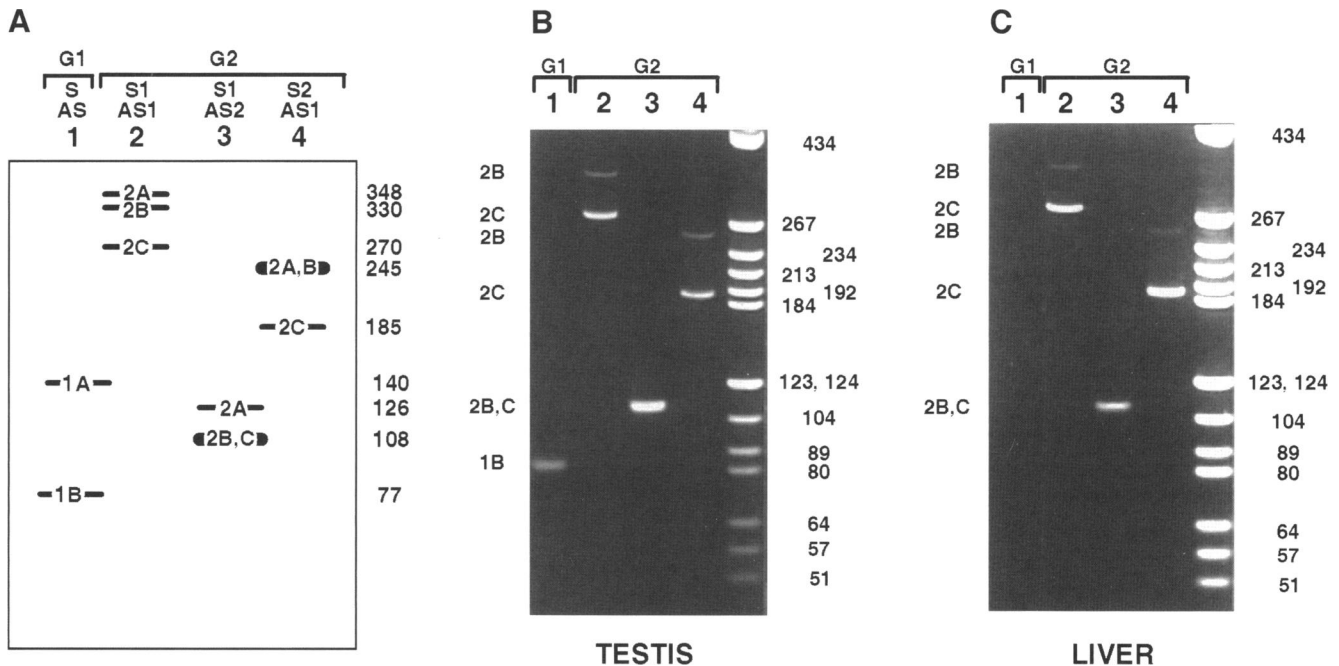 A
G1 G2
S S1 S1 S2
AS AS1 AS2 AS1
1 2 3 4
2A 348
2B 330
2C 270
2A,B 245
2C 185
1A 140
2A 126
2B,C 108
1B 77
B
G1 G2
1 2 3 4
434
2B
2C
267
2B
234
213
2C
192
184
123, 124
2B,C
104
89
1B
80
64
57
51
TESTIS
C
G1 G2
1 2 3 4
434
2B
2C
267
2B
234
213
2C
192
184
123, 124
2B,C
104
89
80
64
57
51
LIVER